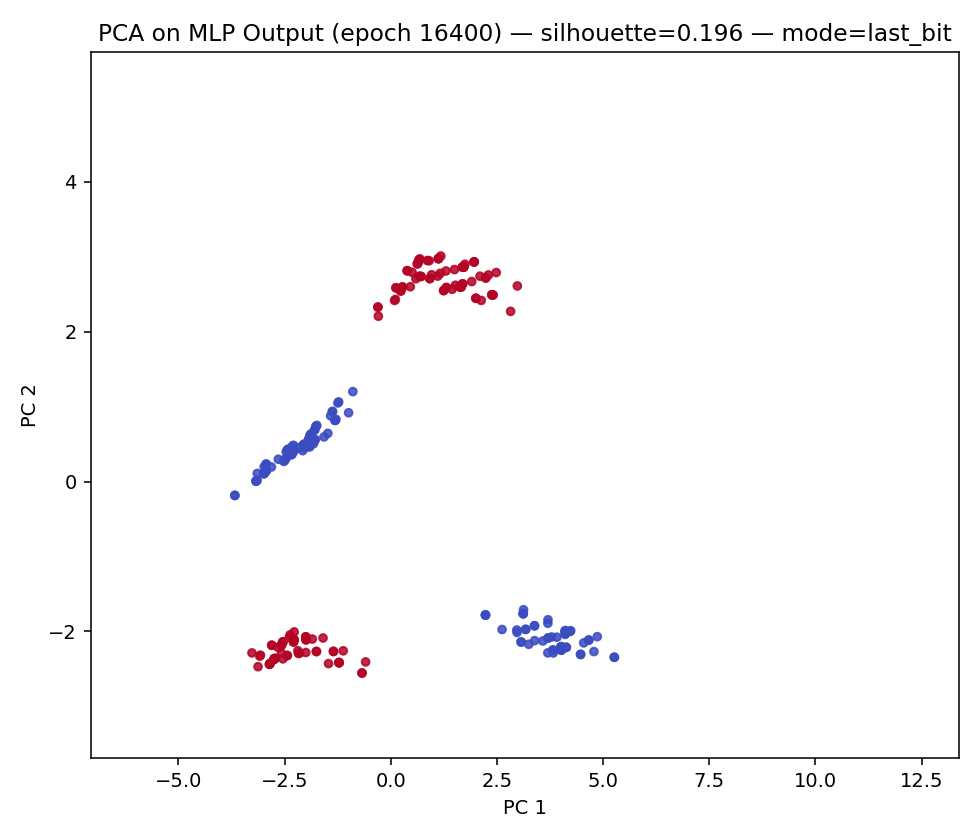 PCA on MLP Output (epoch 16400) — silhouette=0.196 — mode=last_bit
4
2
0
−2
PC 2
−5.0 −2.5 0.0 2.5 5.0 7.5 10.0 12.5
PC 1